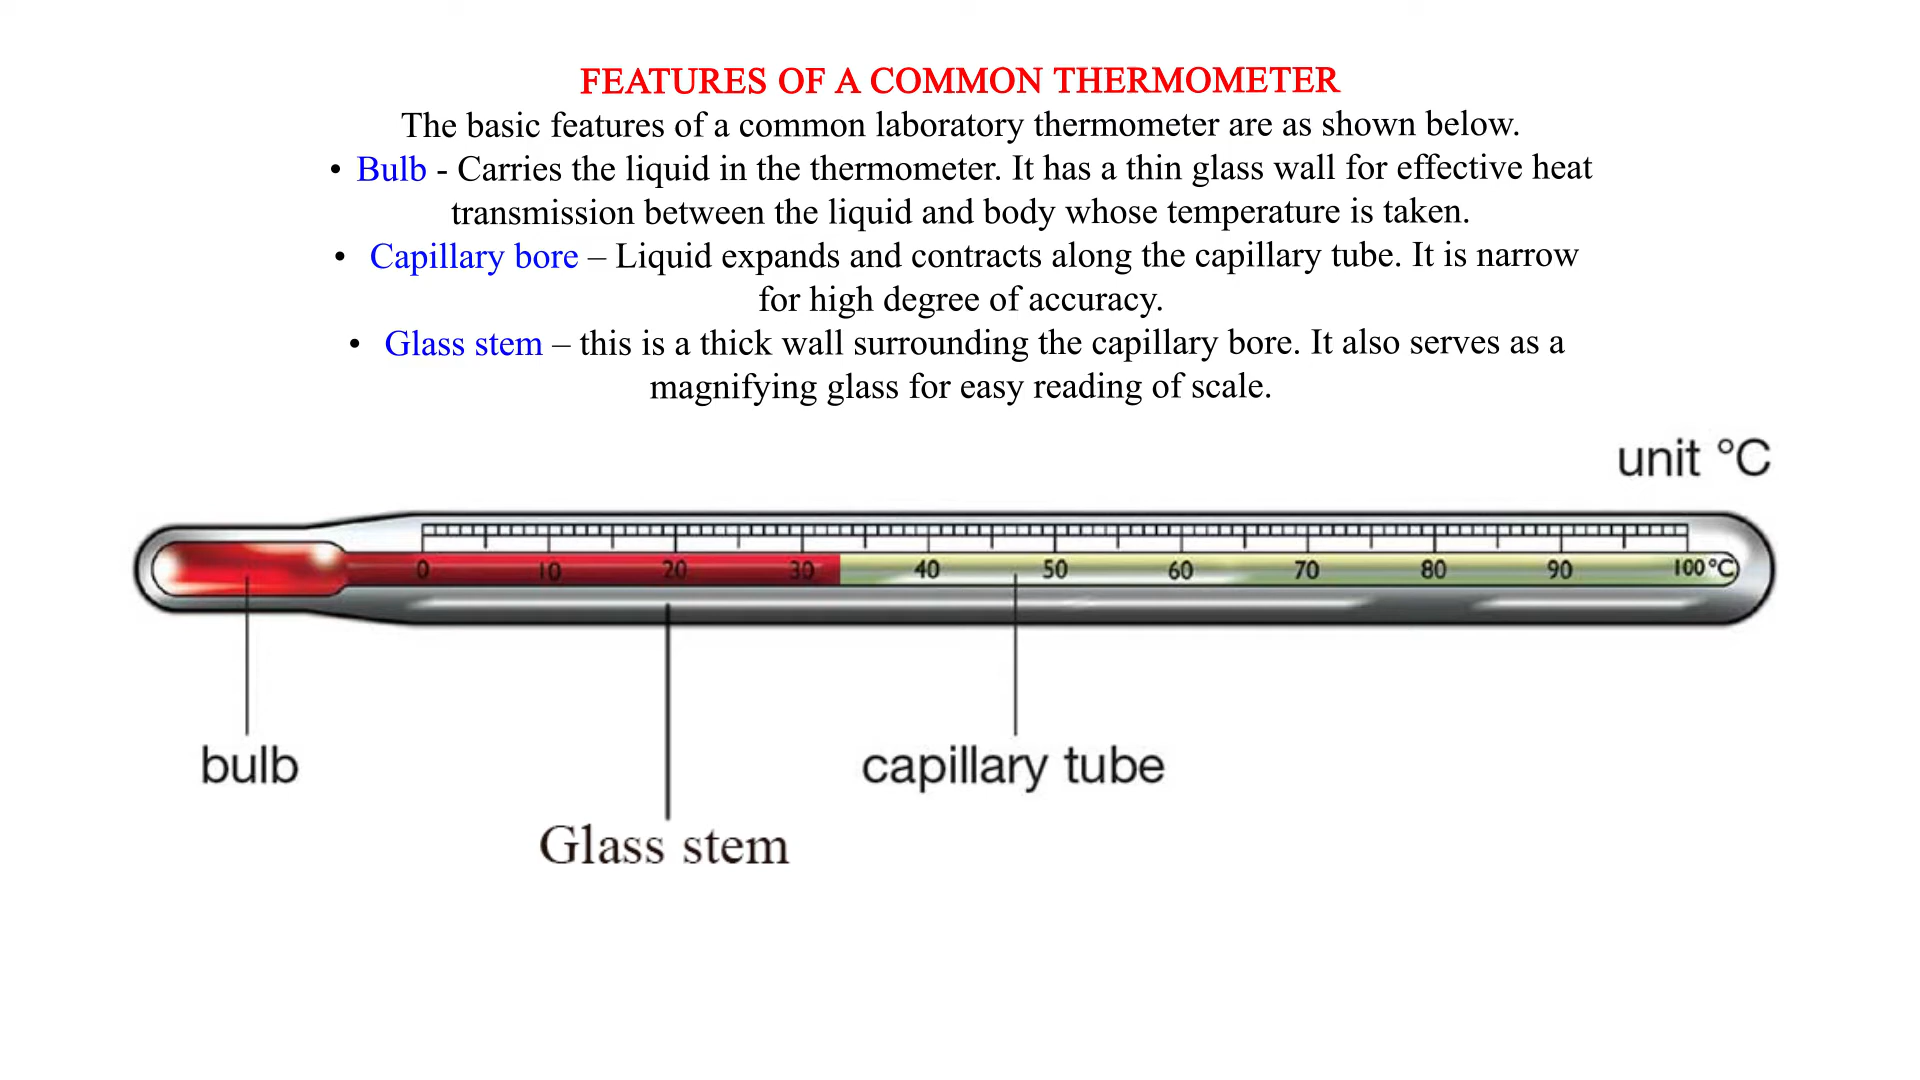 FEATURES OF A COMMON THERMOMETER
The basic features of a common laboratory thermometer are as shown below.
• Bulb - Carries the liquid in the thermometer. It has a thin glass wall for effective heat
transmission between the liquid and body whose temperature is taken.
• Capillary bore – Liquid expands and contracts along the capillary tube. It is narrow
for high degree of accuracy.
• Glass stem – this is a thick wall surrounding the capillary bore. It also serves as a
magnifying glass for easy reading of scale.
unit °C
0 10 20 30 40 50 60 70 80 90 100 °C
bulb
capillary tube
Glass stem